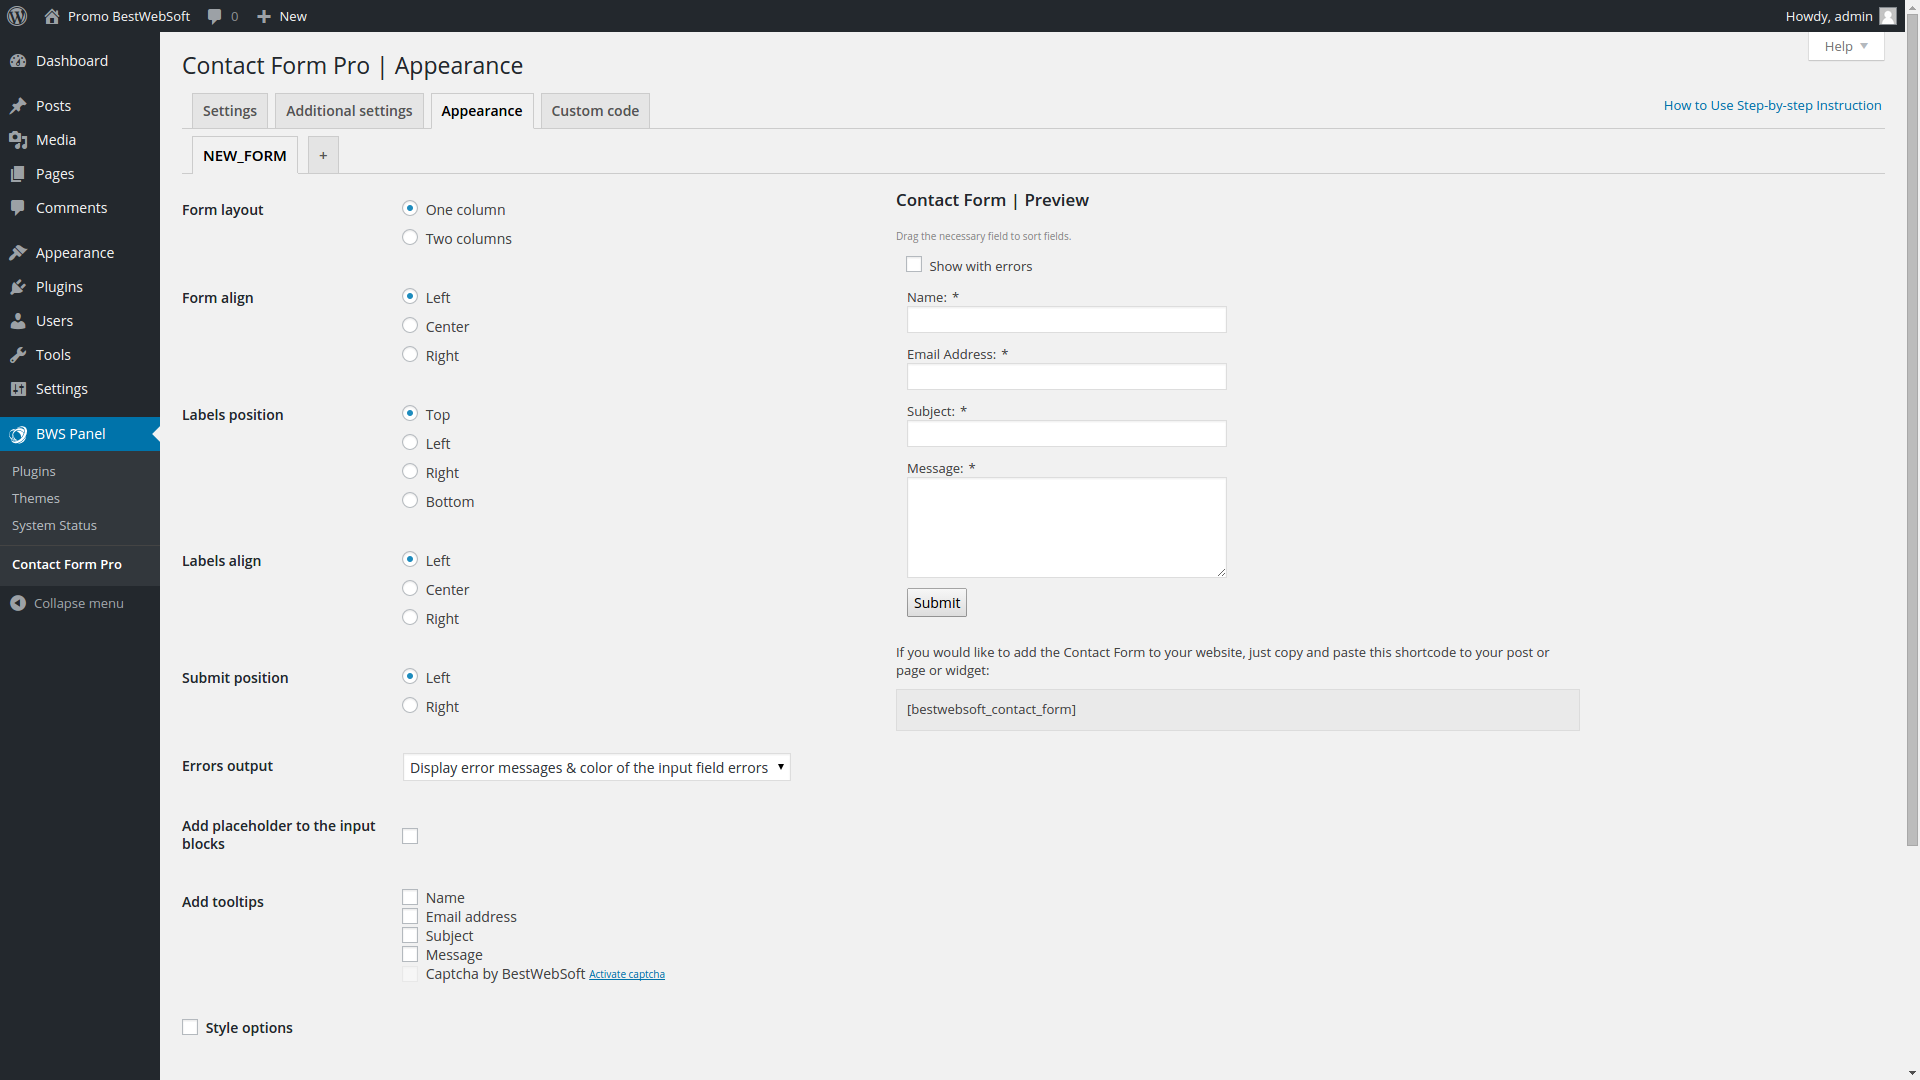 Promo BestWebSoft
0
New
Howdy, admin
Help
Dashboard
Posts
Media
Pages
Comments
Appearance
Plugins
Users
Tools
Settings
BWS Panel
Plugins
Themes
System Status
Contact Form Pro
Collapse menu
Contact Form Pro | Appearance
Settings
Additional settings
Appearance
Custom code
How to Use Step-by-step Instruction
NEW_FORM
+
Form layout
One column
Two columns
Form align
Left
Center
Right
Labels position
Top
Left
Right
Bottom
Labels align
Left
Center
Right
Submit position
Left
Right
Errors output
Display error messages & color of the input field errors
Add placeholder to the input
blocks
Add tooltips
Name
Email address
Subject
Message
Captcha by BestWebSoft Activate captcha
Style options
Contact Form | Preview
Drag the necessary field to sort fields.
Show with errors
Name: *
Email Address: *
Subject: *
Message: *
Submit
If you would like to add the Contact Form to your website, just copy and paste this shortcode to your post or
page or widget:
[bestwebsoft_contact_form]